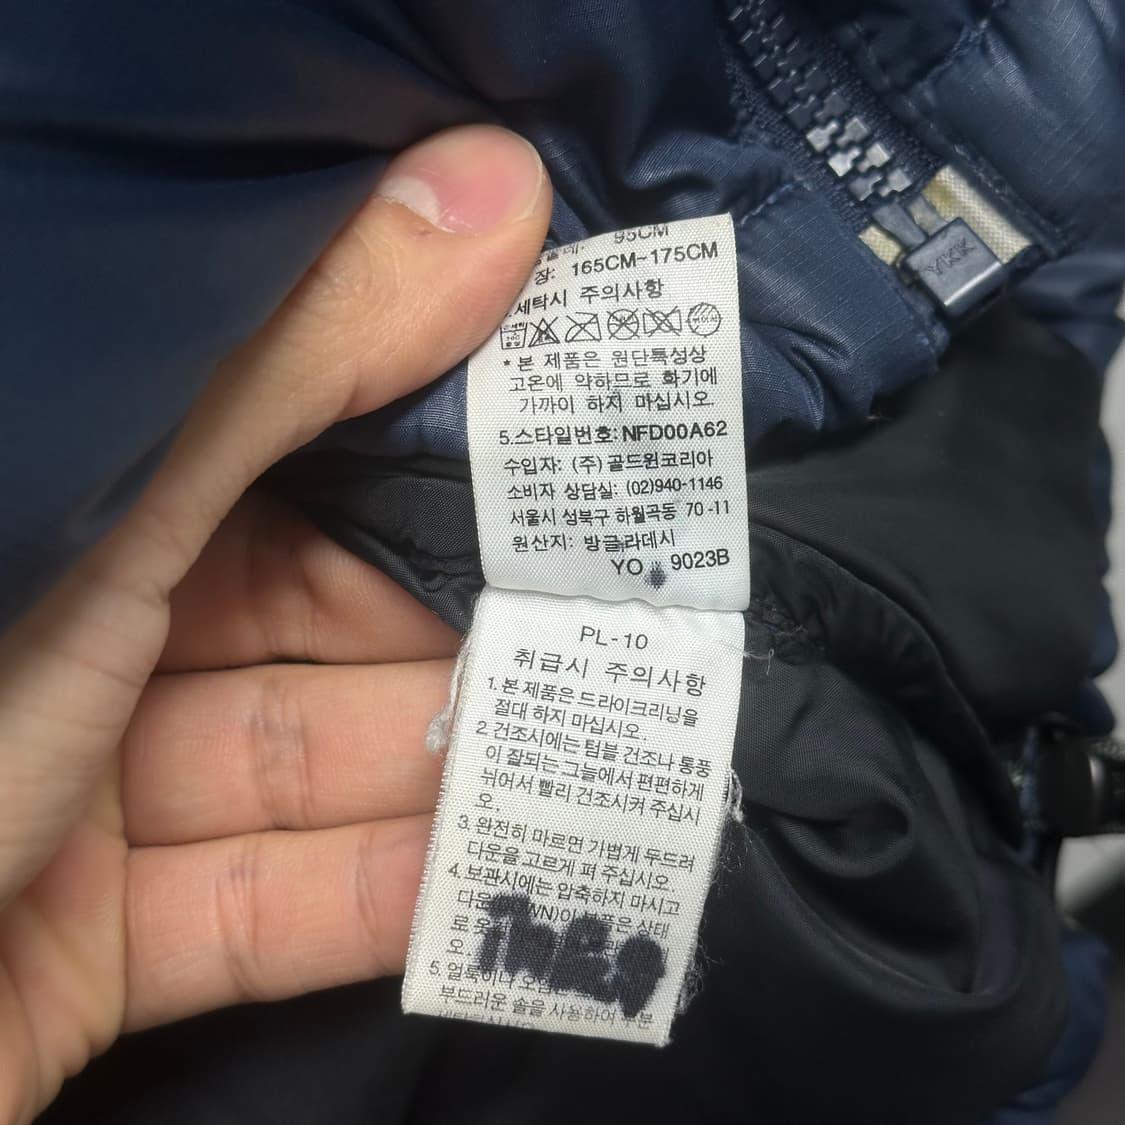 95CM
장: 165CM~175CM
세탁시 주의사항
* 본 제품은 원단특성상
고온에 약하므로 화기에
가까이 하지 마십시오.
5.스타일번호: NFD00A62
수입자: (주) 골드윈코리아
소비자 상담실: (02)940-1146
서울시 성북구 하월곡동 70-11
원산지: 방글라데시
YO 9023B
PL-10
취급시 주의사항
1. 본 제품은 드라이크리닝을
절대 하지 마십시오.
2. 건조시에는 텀블 건조나 통풍
이 잘되는 그늘에서 편편하게
뉘어서 빨리 건조시켜 주십시
오.
3. 완전히 마르면 가볍게 두드려
다운을 고르게 펴 주십시오.
4. 보관시에는 압축하지 마시고
상태
로
오.
5. 얼룩이나
부드러운 솔을 사용하여
YKK